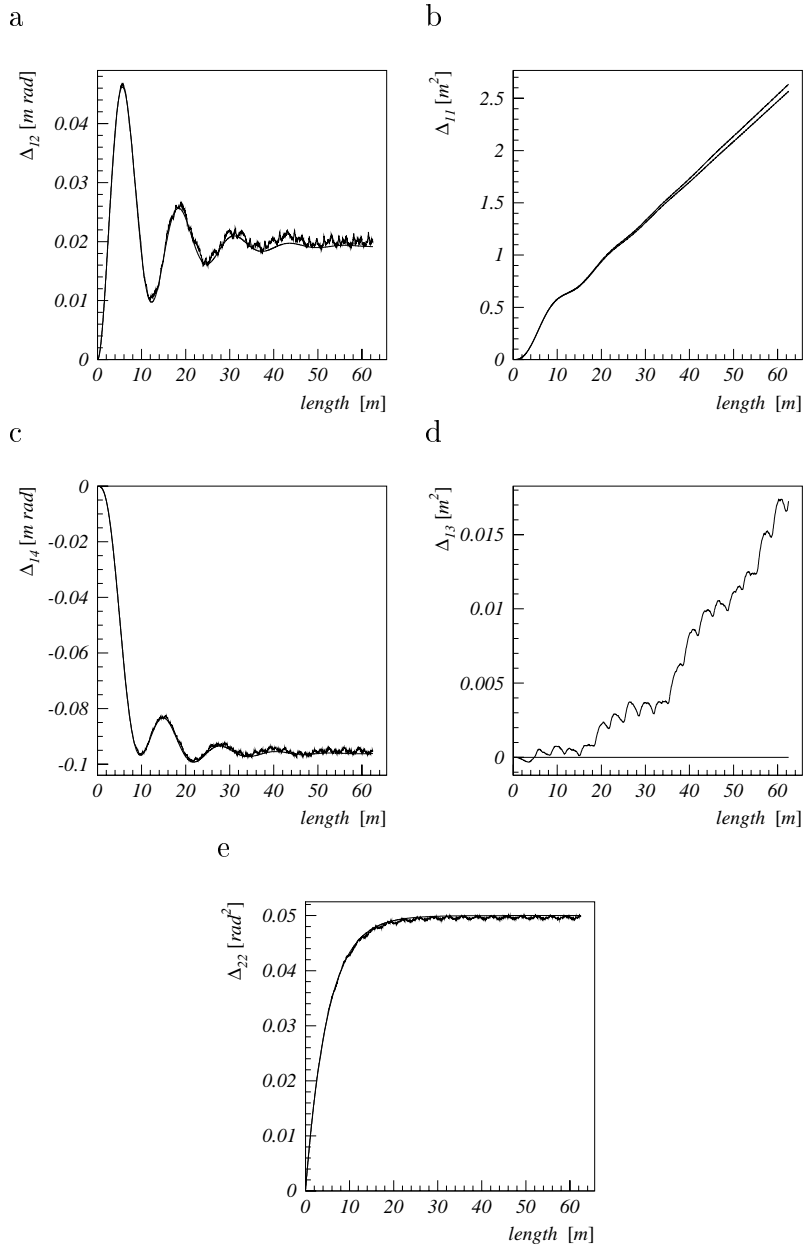 a
Δ12 [m rad]
0.04
0.03
0.02
0.01
0
0 10 20 30 40 50 60
length [m]
b
Δ11 [m2]
2.5
2
1.5
1
0.5
0
0 10 20 30 40 50 60
length [m]
c
Δ14 [m rad]
0
-0.02
-0.04
-0.06
-0.08
-0.1
0 10 20 30 40 50 60
length [m]
d
Δ13 [m2]
0.015
0.01
0.005
0
0 10 20 30 40 50 60
length [m]
e
Δ22 [rad2]
0.05
0.04
0.03
0.02
0.01
0
0 10 20 30 40 50 60
length [m]